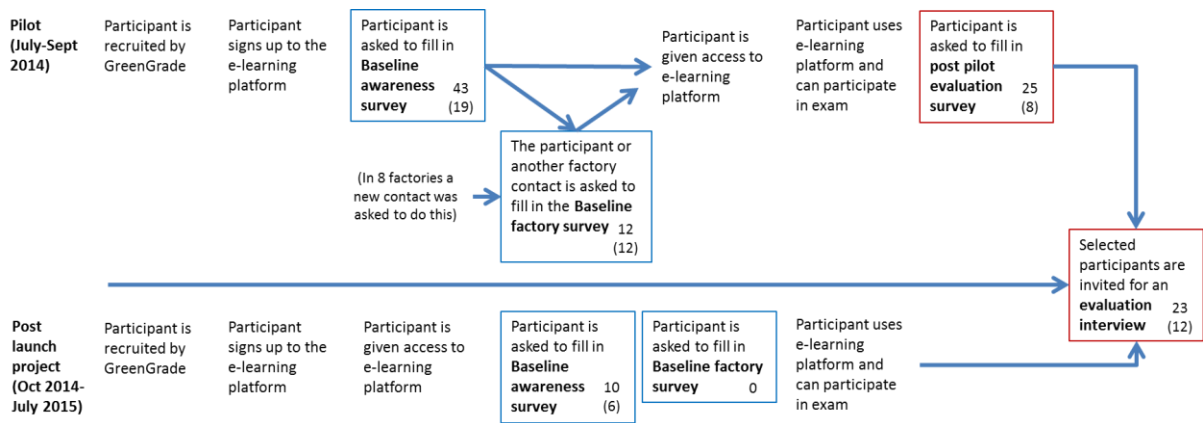 Pilot
(July-Sept
2014)
Participant is
recruited by
GreenGrade
Participant
signs up to the
e-learning
platform
Participant is
asked to fill in
Baseline
awareness 43
survey (19)
Participant is
given access to
e-learning
platform
Participant uses
e-learning
platform and
can participate
in exam
Participant is
asked to fill in
post pilot
evaluation 25
survey (8)
(In 8 factories a
new contact was
asked to do this)
The participant or
another factory
contact is asked to
fill in the Baseline
factory survey 12
(12)
Selected
participants are
invited for an
evaluation 23
interview (12)
Post
launch
project
(Oct 2014-
July 2015)
Participant is
recruited by
GreenGrade
Participant
signs up to the
e-learning
platform
Participant is
given access to
e-learning
platform
Participant is
asked to fill in
Baseline
awareness 10
survey (6)
Participant is
asked to fill in
Baseline factory
survey 0
Participant uses
e-learning
platform and
can participate
in exam